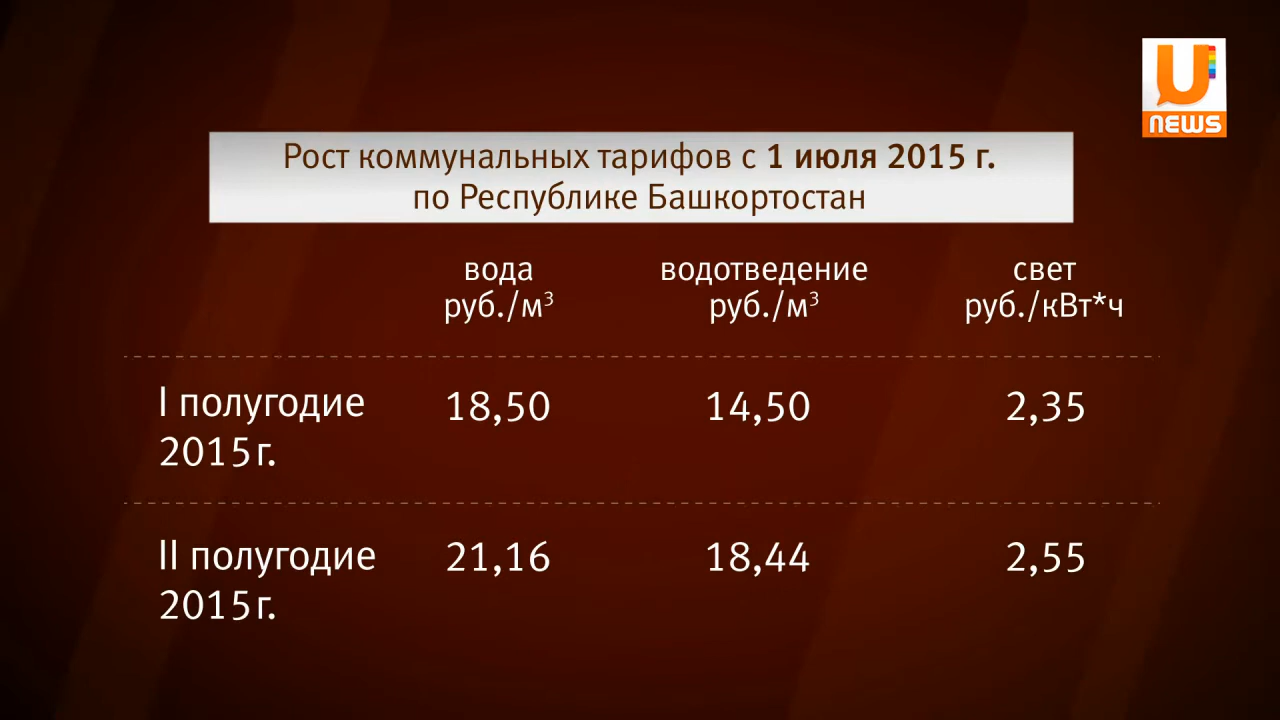 U
NEWS
Рост коммунальных тарифов с 1 июля 2015 г.
по Республике Башкортостан
вода водотведение свет
руб./м³ руб./м³ руб./кВт*ч
I полугодие 18,50 14,50 2,35
2015 г.
II полугодие 21,16 18,44 2,55
2015 г.